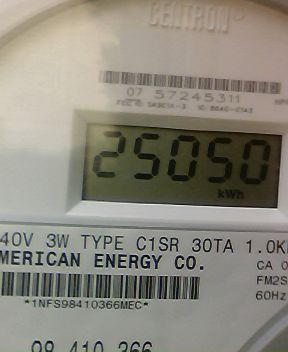 CENTRON®
07 57245311
25050
kWh
40V 3W TYPE C1SR 30TA 1.0K
MERICAN ENERGY CO.
CA 0
FM2S
60Hz
*1NFS98410366MEC*
98 410 366